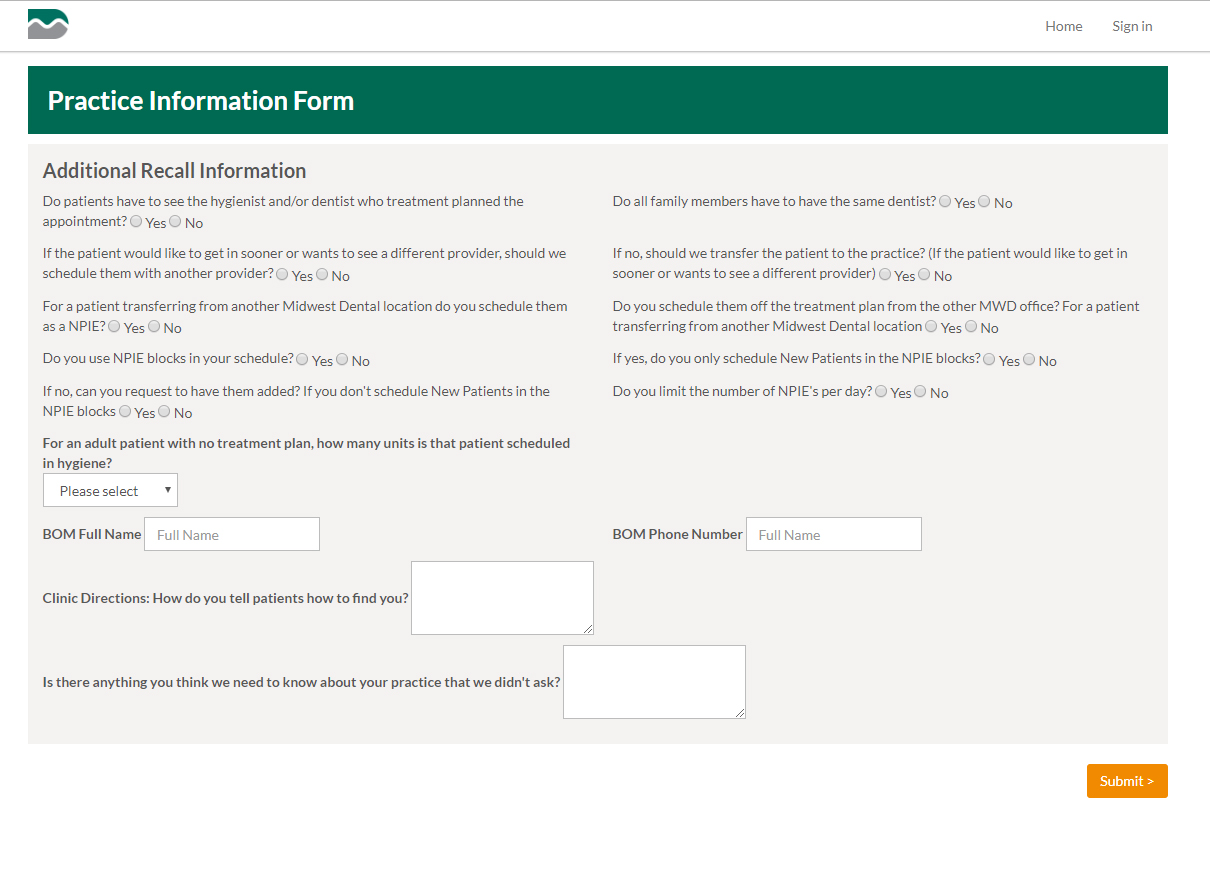 Home Sign in
Practice Information Form
Additional Recall Information
Do patients have to see the hygienist and/or dentist who treatment planned the
appointment? Yes No
Do all family members have to have the same dentist? Yes No
If the patient would like to get in sooner or wants to see a different provider, should we
schedule them with another provider? Yes No
If no, should we transfer the patient to the practice? (If the patient would like to get in
sooner or wants to see a different provider) Yes No
For a patient transferring from another Midwest Dental location do you schedule them
as a NPIE? Yes No
Do you schedule them off the treatment plan from the other MWD office? For a patient
transferring from another Midwest Dental location Yes No
Do you use NPIE blocks in your schedule? Yes No
If yes, do you only schedule New Patients in the NPIE blocks? Yes No
If no, can you request to have them added? If you don't schedule New Patients in the
NPIE blocks Yes No
Do you limit the number of NPIE's per day? Yes No
For an adult patient with no treatment plan, how many units is that patient scheduled
in hygiene?
Please select
BOM Full Name Full Name
BOM Phone Number Full Name
Clinic Directions: How do you tell patients how to find you?
Is there anything you think we need to know about your practice that we didn't ask?
Submit >